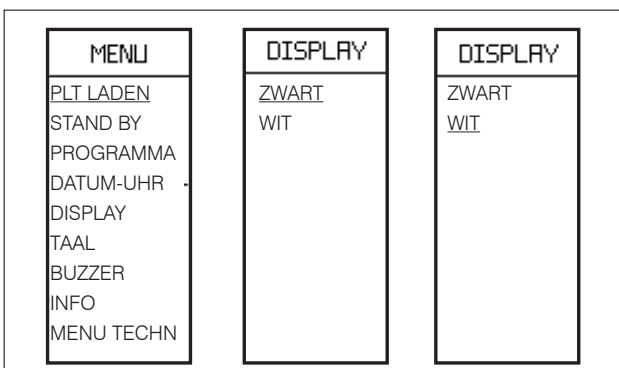 MENU
PLT LADEN
STAND BY
PROGRAMMA
DATUM-UHR
DISPLAY
TAAL
BUZZER
INFO
MENU TECHN
DISPLAY
ZWART
WIT
DISPLAY
ZWART
WIT